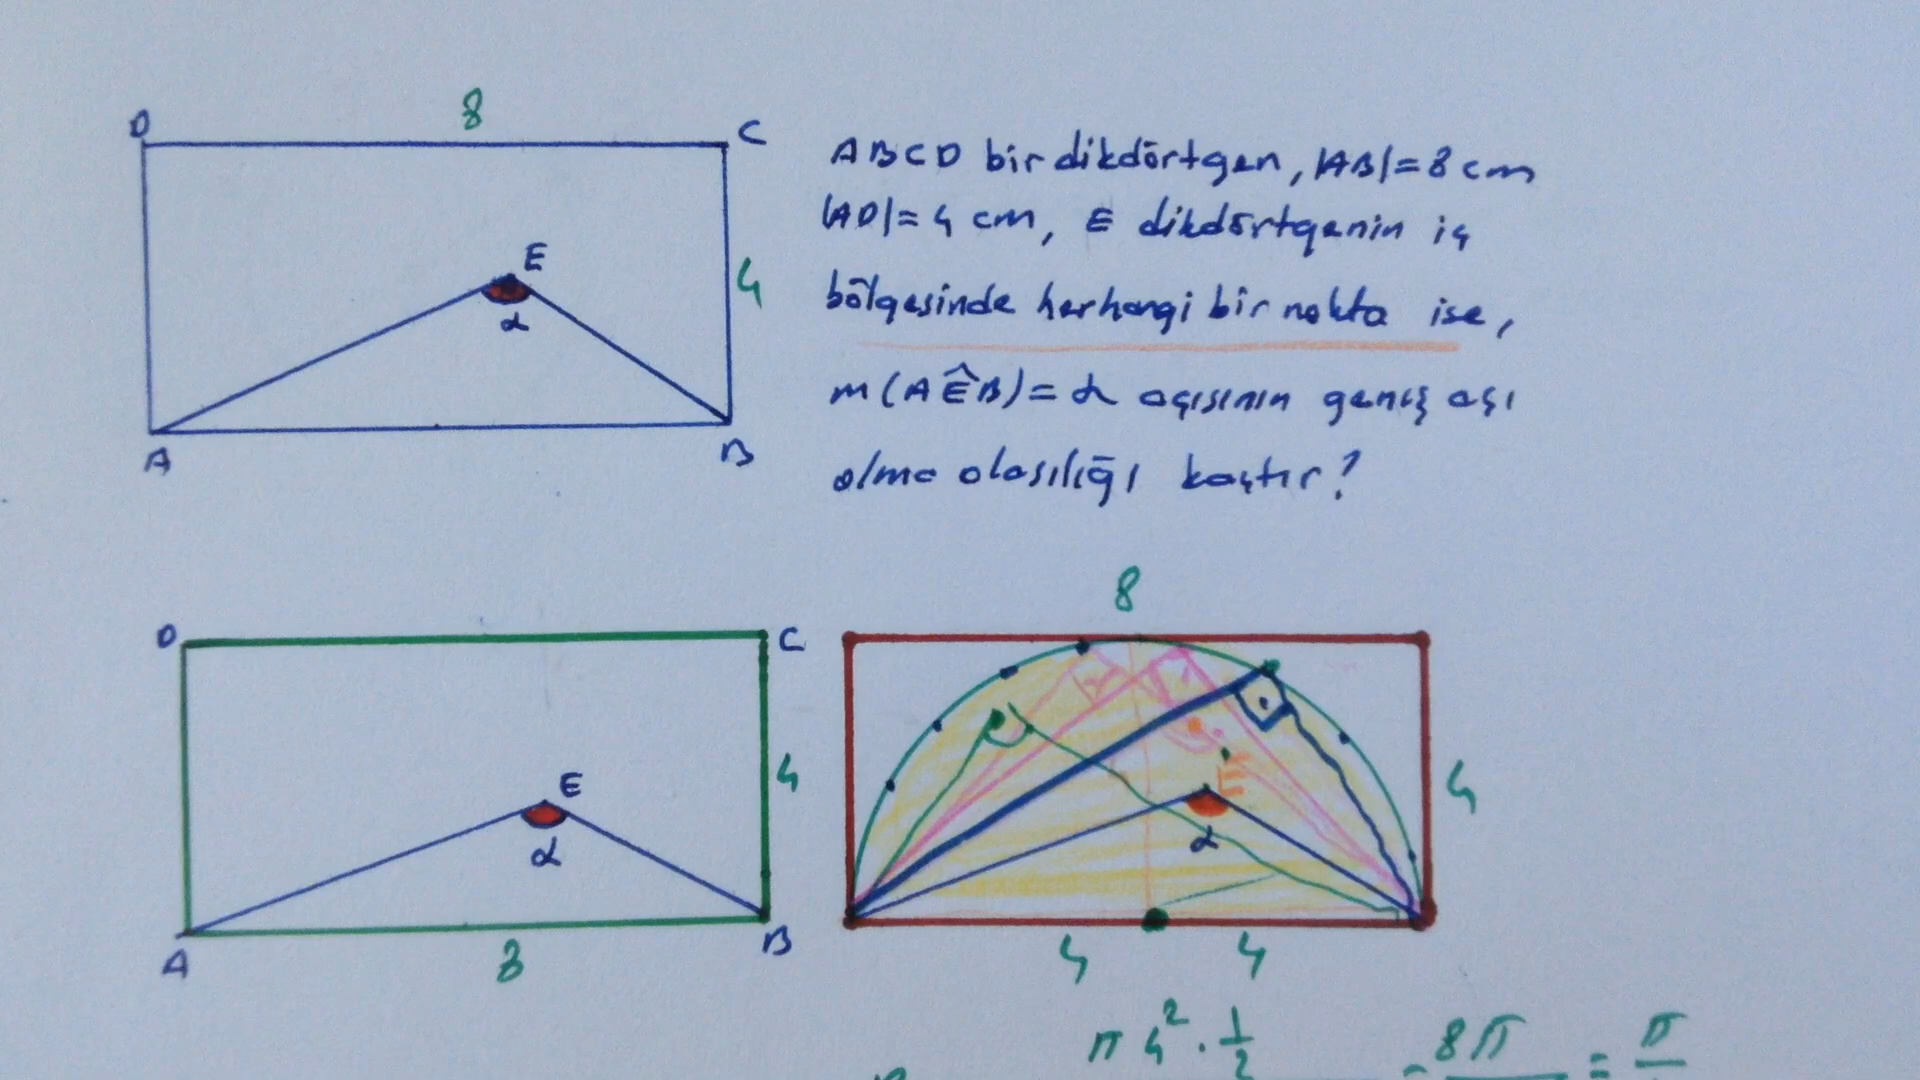 8
D C
ABCD bir dikdörtgen, |AB|=8 cm
|AD|=4 cm, E dikdörtgenin iç
E
4
α
bölgesinde herhangi bir nokta ise,
m(AÊB)=α açısının geniş açı
A B
olma olasılığı kaçtır?
8
D C
E
4
α
E
4
α
A 8 B
4 4
π4².1/2
= 8π = π